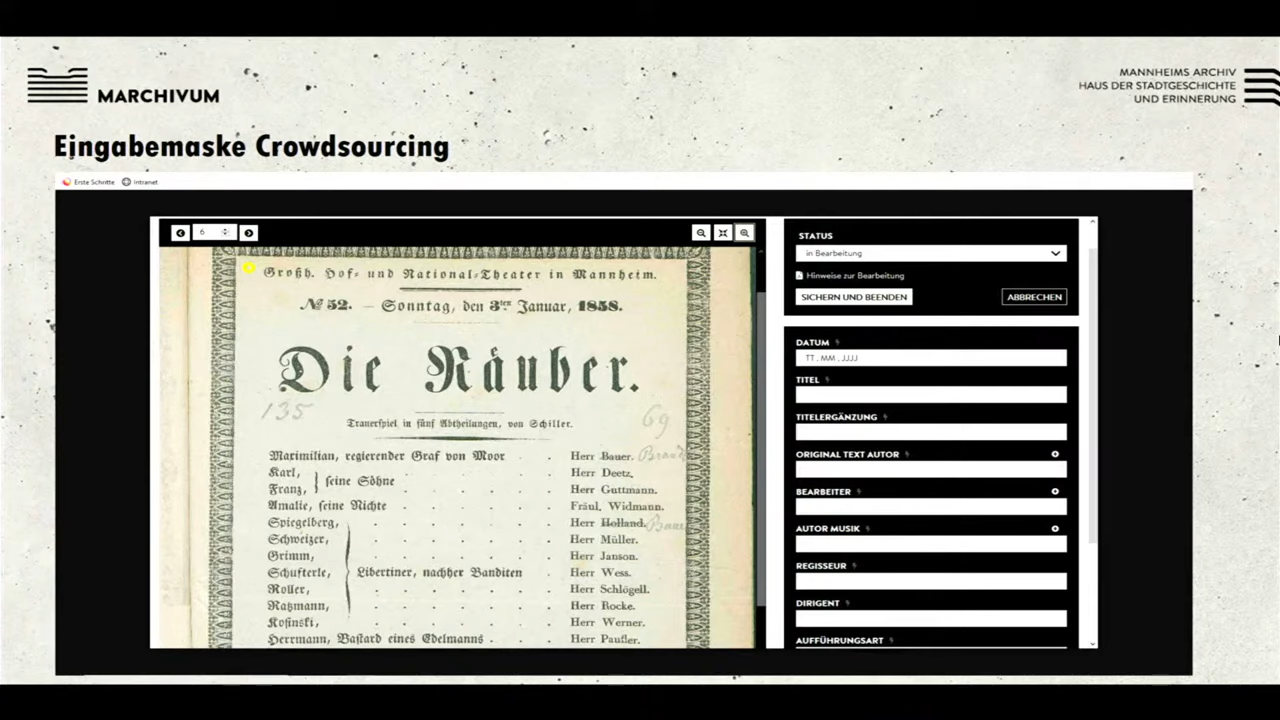 MARCHIVUM
MANNHEIMS ARCHIV
HAUS DER STADTGESCHICHTE
UND ERINNERUNG
Eingabemaske Crowdsourcing
Erste Schritte Intranet
6
Großh. Hof- und National-Theater in Mannheim.
№ 52. — Sonntag, den 3ten Januar, 1858.
Die Räuber.
135
69
Trauerspiel in fünf Abtheilungen, von Schiller.
Maximilian, regierender Graf von Moor . . Herr Bauer.
Karl, Herr Deetz.
seine Söhne
Franz, Herr Guttmann.
Amalie, seine Nichte Fräul. Widmann.
Spiegelberg, Herr Holland.
Schweizer, Herr Müller.
Grimm, Herr Janson.
Schufterle, Libertiner, nachher Banditen . Herr Wess.
Roller, Herr Schlögell.
Razmann, Herr Rocke.
Kosinski, Herr Werner.
Herrmann, Bastard eines Edelmanns . . . Herr Paufler.
STATUS
in Bearbeitung
Hinweise zur Bearbeitung
SICHERN UND BEENDEN ABBRECHEN
DATUM
TT . MM . JJJJ
TITEL
TITELERGÄNZUNG
ORIGINAL TEXT AUTOR
BEARBEITER
AUTOR MUSIK
REGISSEUR
DIRIGENT
AUFFÜHRUNGSART